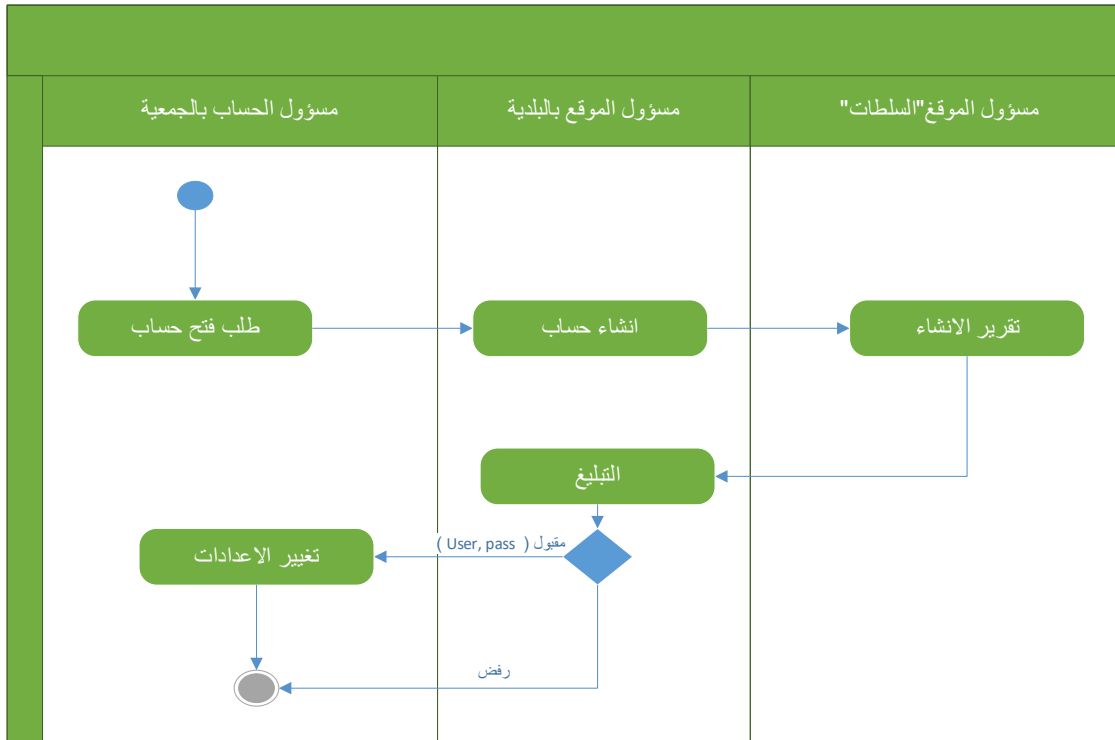 مسؤول الموقغ"السلطات"
مسؤول الموقع بالبلدية
مسؤول الحساب بالجمعية
طلب فتح حساب
انشاء حساب
تقرير الانشاء
التبليغ
مقبول ( User, pass )
تغيير الاعدادات
رفض